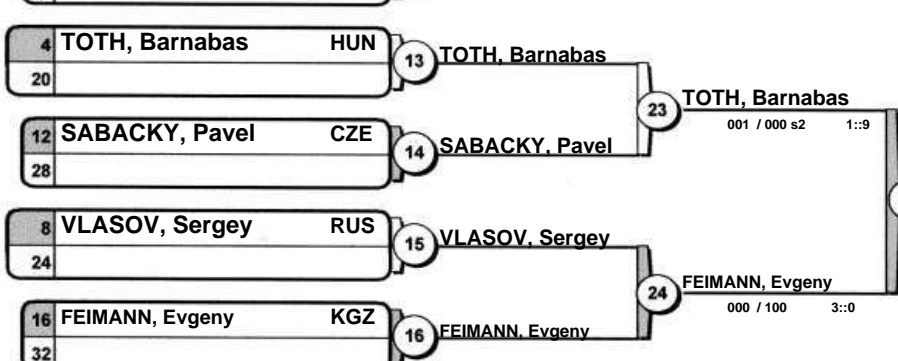 4 TOTH, Barnabas HUN
20
13 TOTH, Barnabas
23 TOTH, Barnabas
001 / 000 s2 1::9
12 SABACKY, Pavel CZE
28
14 SABACKY, Pavel
8 VLASOV, Sergey RUS
24
15 VLASOV, Sergey
24 FEIMANN, Evgeny
000 / 100 3::0
16 FEIMANN, Evgeny KGZ
32
16 FEIMANN, Evgeny